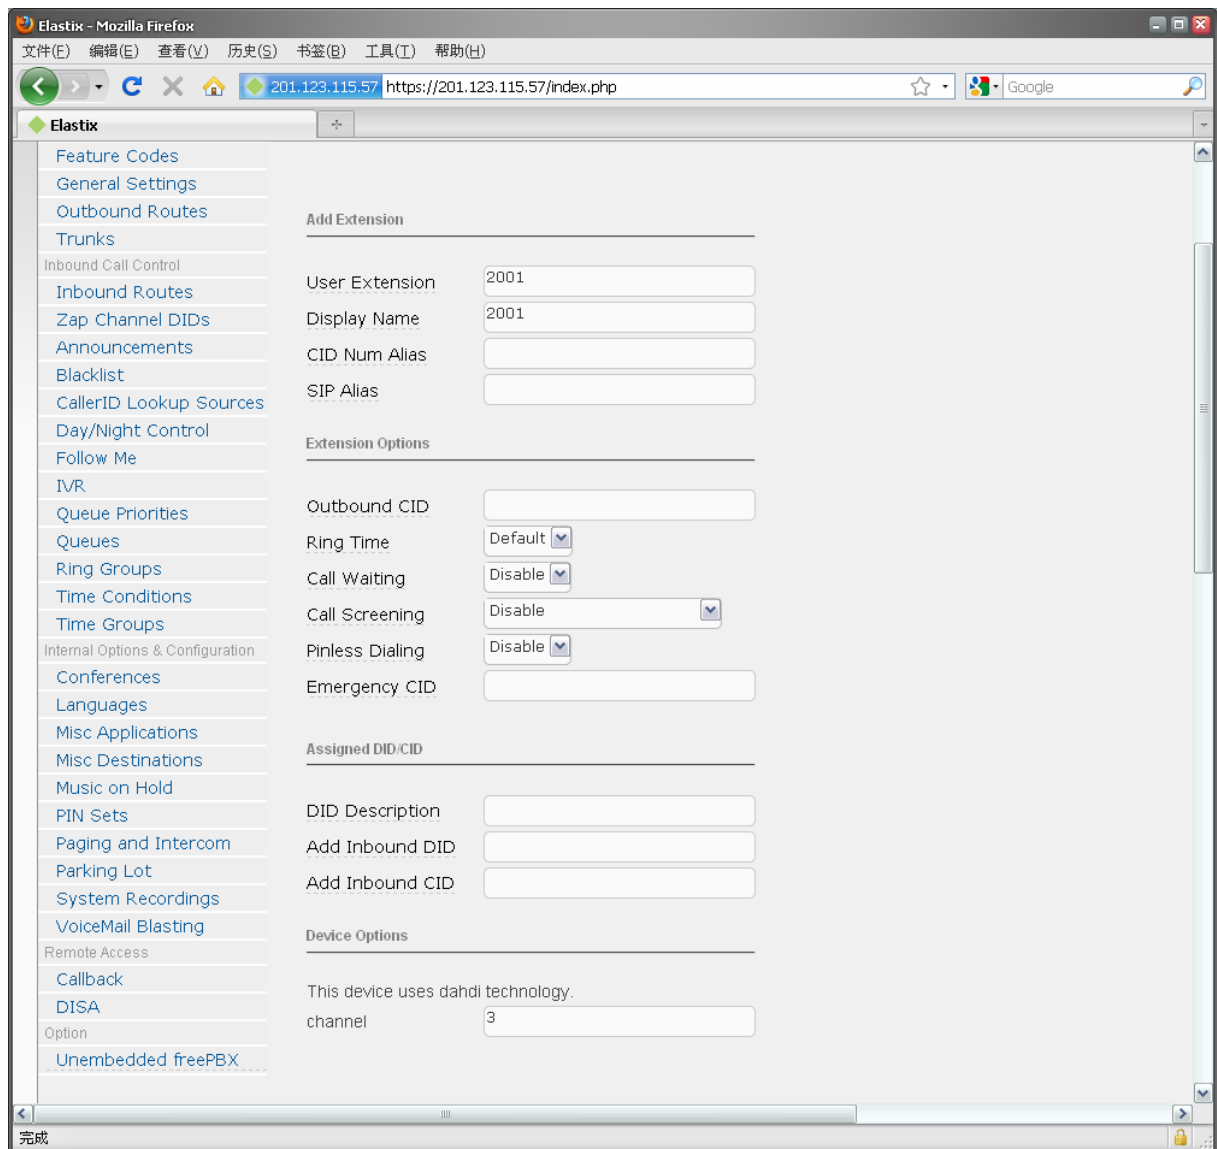 Elastix - Mozilla Firefox
文件(F) 编辑(E) 查看(V) 历史(S) 书签(B) 工具(T) 帮助(H)
201.123.115.57 https://201.123.115.57/index.php Google
Elastix
Feature Codes
General Settings
Outbound Routes
Trunks
Inbound Call Control
Inbound Routes
Zap Channel DIDs
Announcements
Blacklist
CallerID Lookup Sources
Day/Night Control
Follow Me
IVR
Queue Priorities
Queues
Ring Groups
Time Conditions
Time Groups
Internal Options & Configuration
Conferences
Languages
Misc Applications
Misc Destinations
Music on Hold
PIN Sets
Paging and Intercom
Parking Lot
System Recordings
VoiceMail Blasting
Remote Access
Callback
DISA
Option
Unembedded freePBX
Add Extension
User Extension 2001
Display Name 2001
CID Num Alias
SIP Alias
Extension Options
Outbound CID
Ring Time Default
Call Waiting Disable
Call Screening Disable
Pinless Dialing Disable
Emergency CID
Assigned DID/CID
DID Description
Add Inbound DID
Add Inbound CID
Device Options
This device uses dahdi technology.
channel 3
完成